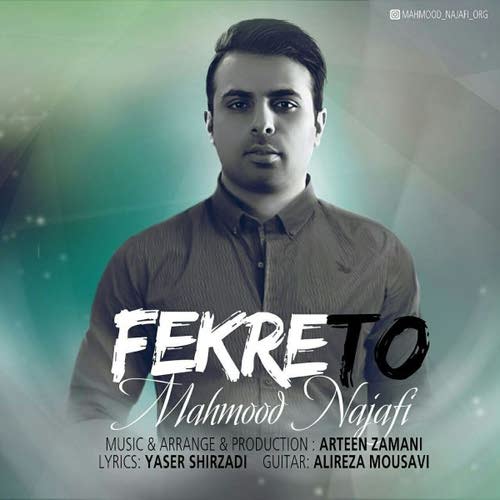 MAHMOOD_NAJAFI_ORG
FEKRE TO
Mahmood Najafi
MUSIC & ARRANGE & PRODUCTION : ARTEEN ZAMANI
LYRICS: YASER SHIRZADI GUITAR: ALIREZA MOUSAVI